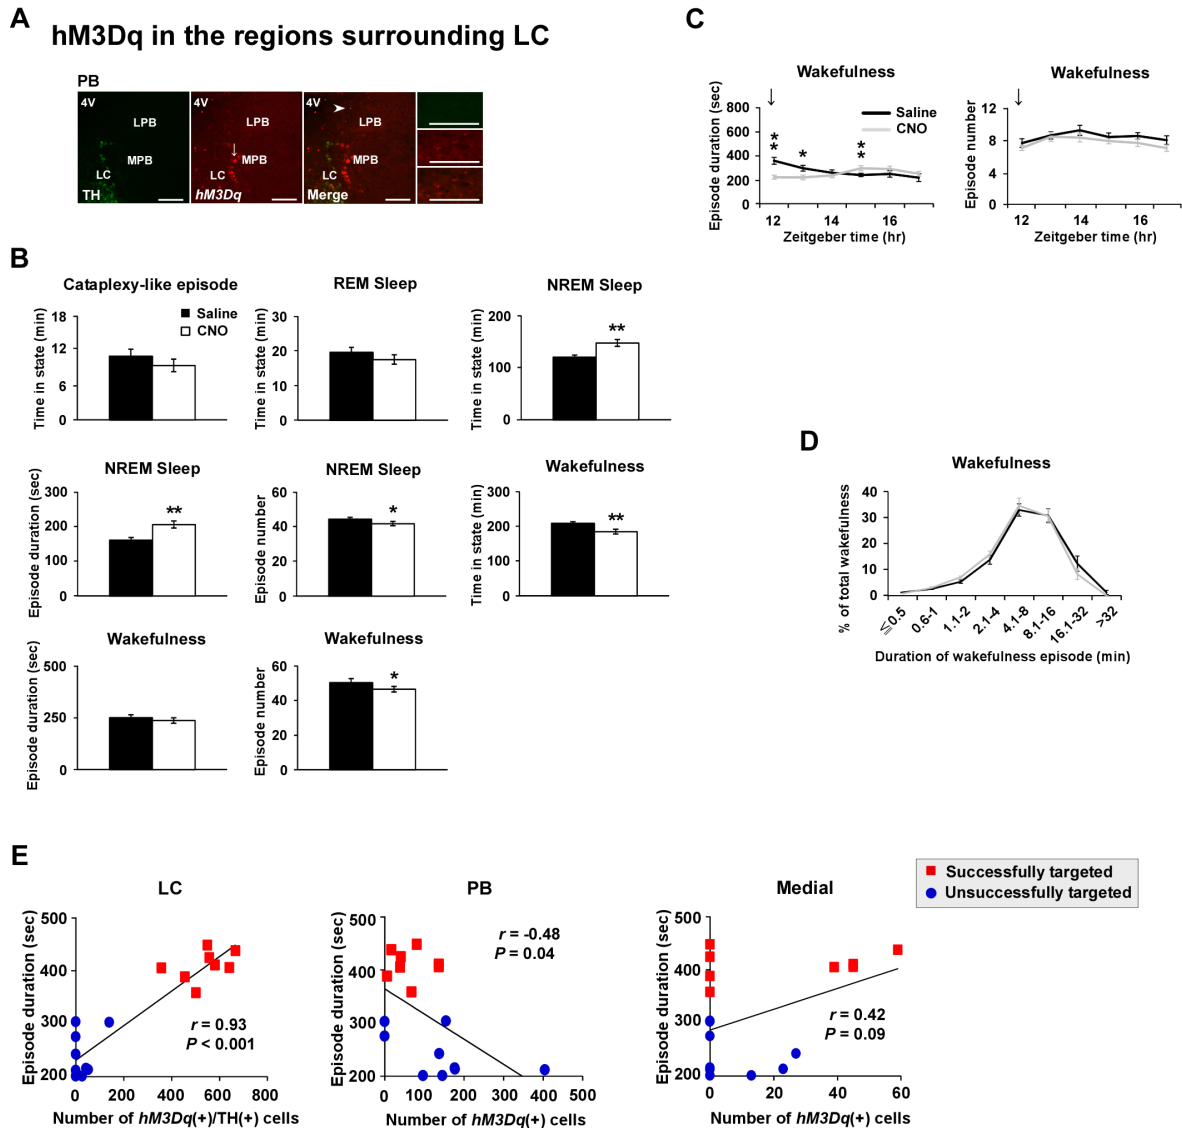 A
hM3Dq in the regions surrounding LC
PB
4V
LPB
MPB
LC
TH
4V
LPB
MPB
LC
hM3Dq
4V
LPB
MPB
LC
Merge
B
Cataplexy-like episode
Time in state (min)
18
12
6
0
Saline
CNO
REM Sleep
Time in state (min)
30
20
10
0
NREM Sleep
Time in state (min)
200
100
0
**
NREM Sleep
Episode duration (sec)
300
200
100
0
**
NREM Sleep
Episode number
60
40
20
0
*
Wakefulness
Time in state (min)
300
200
100
0
**
Wakefulness
Episode duration (sec)
500
250
0
Wakefulness
Episode number
60
40
20
0
*
C
Wakefulness
Episode duration (sec)
800
600
400
200
0
↓
Saline
CNO
**
*
**
12 14 16
Zeitgeber time (hr)
Wakefulness
Episode number
12
8
4
0
↓
12 14 16
Zeitgeber time (hr)
D
Wakefulness
% of total wakefulness
40
30
20
10
0
≦0.5 0.6-1 1.1-2 2.1-4 4.1-8 8.1-16 16.1-32 >32
Duration of wakefulness episode (min)
E
LC
Episode duration (sec)
500
400
300
200
r = 0.93
P < 0.001
0 200 400 600 800
Number of hM3Dq(+)/TH(+) cells
PB
Episode duration (sec)
500
400
300
200
r = -0.48
P = 0.04
0 100 200 300 400 500
Number of hM3Dq(+) cells
Medial
Episode duration (sec)
500
400
300
200
r = 0.42
P = 0.09
0 20 40 60
Number of hM3Dq(+) cells
Successfully targeted
Unsuccessfully targeted